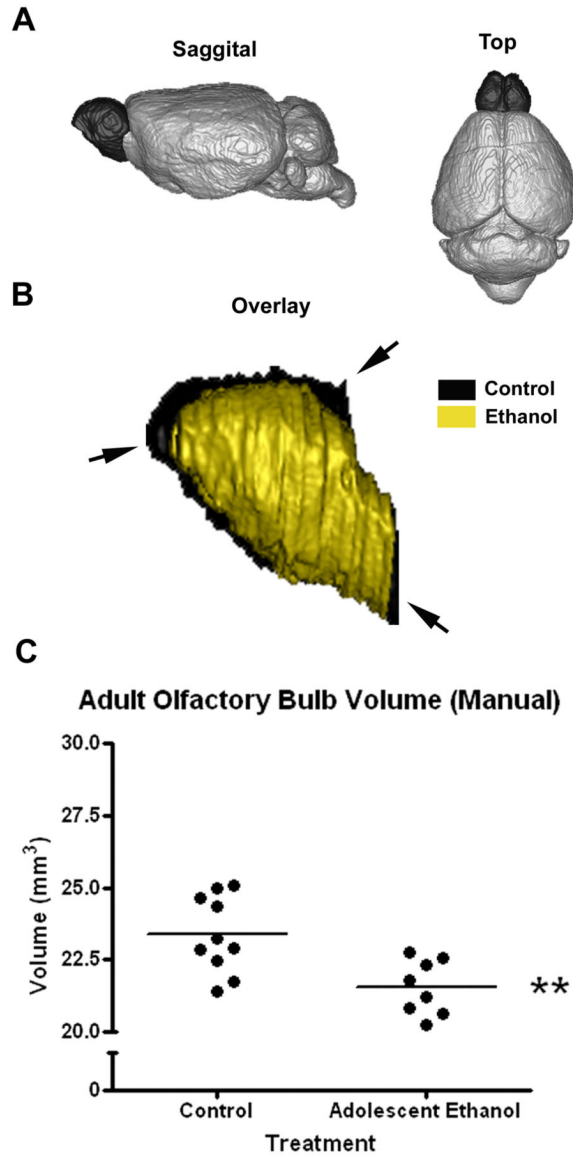 A
Saggital
Top
B
Overlay
Control
Ethanol
C
Adult Olfactory Bulb Volume (Manual)
30.0
27.5
25.0
22.5
20.0
0
Volume (mm³)
**
Control
Adolescent Ethanol
Treatment